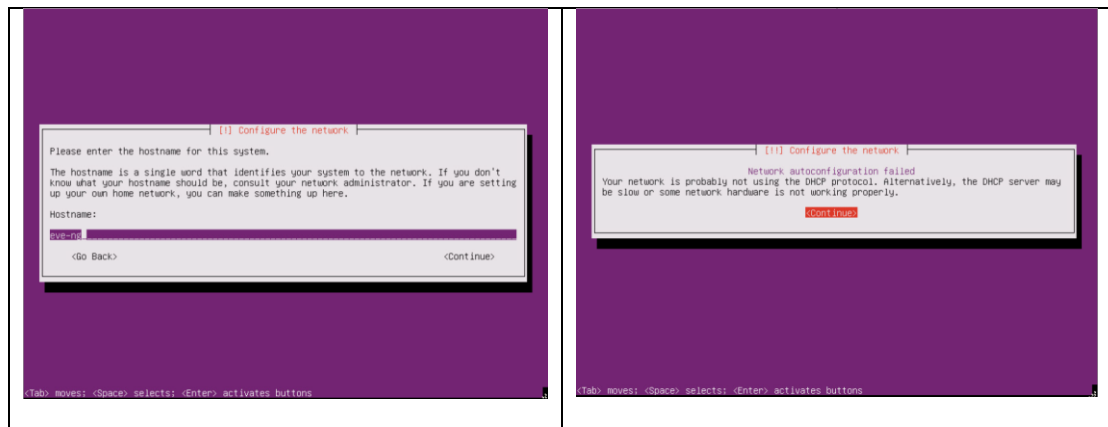 [!] Configure the network
Please enter the hostname for this system.
The hostname is a single word that identifies your system to the network. If you don't
know what your hostname should be, consult your network administrator. If you are setting
up your own home network, you can make something up here.
Hostname:
eve-ng
<Go Back> <Continue>
<Tab> moves; <Space> selects; <Enter> activates buttons
[!!] Configure the network
Network autoconfiguration failed
Your network is probably not using the DHCP protocol. Alternatively, the DHCP server may
be slow or some network hardware is not working properly.
<Continue>
<Tab> moves; <Space> selects; <Enter> activates buttons